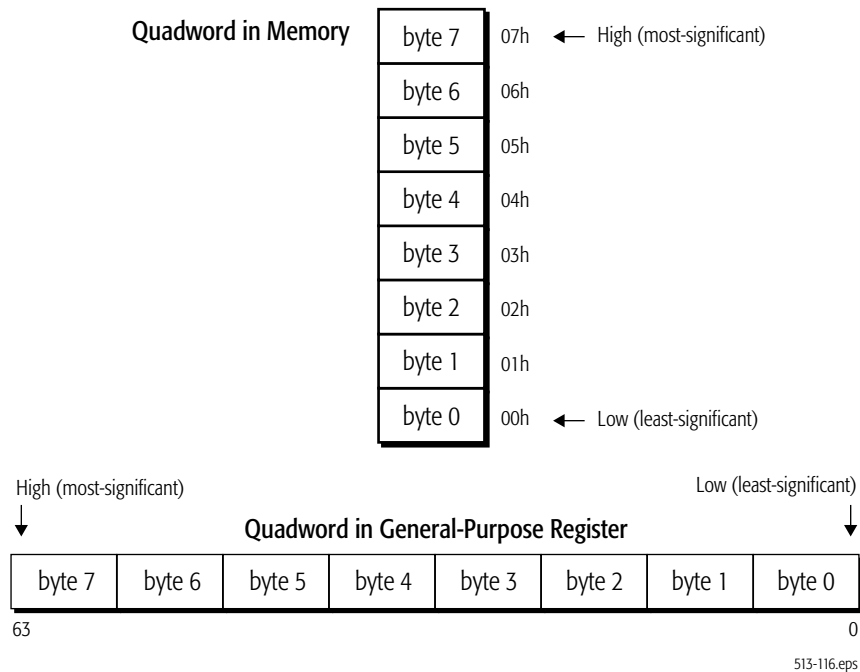 Quadword in Memory
byte 7 07h High (most-significant)
byte 6 06h
byte 5 05h
byte 4 04h
byte 3 03h
byte 2 02h
byte 1 01h
byte 0 00h Low (least-significant)
High (most-significant) Low (least-significant)
Quadword in General-Purpose Register
byte 7 byte 6 byte 5 byte 4 byte 3 byte 2 byte 1 byte 0
63 0
513-116.eps